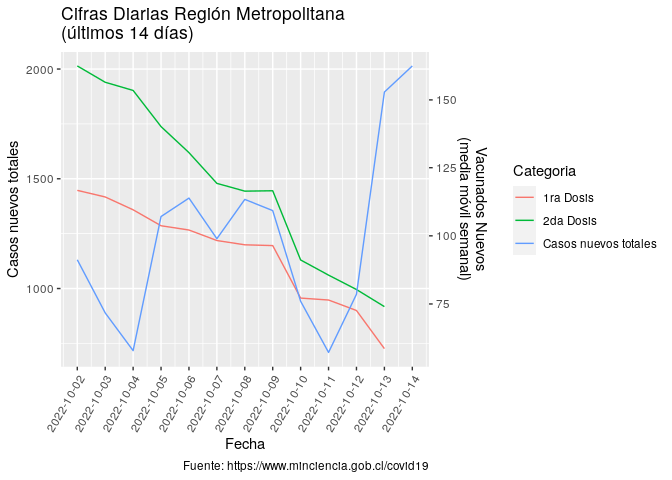 Cifras Diarias Región Metropolitana
(últimos 14 días)
Casos nuevos totales
2000
1500
1000
150
125
100
75
Vacunados Nuevos
(media móvil semanal)
2022-10-02
2022-10-03
2022-10-04
2022-10-05
2022-10-06
2022-10-07
2022-10-08
2022-10-09
2022-10-10
2022-10-11
2022-10-12
2022-10-13
2022-10-14
Fecha
Categoria
1ra Dosis
2da Dosis
Casos nuevos totales
Fuente: https://www.minciencia.gob.cl/covid19